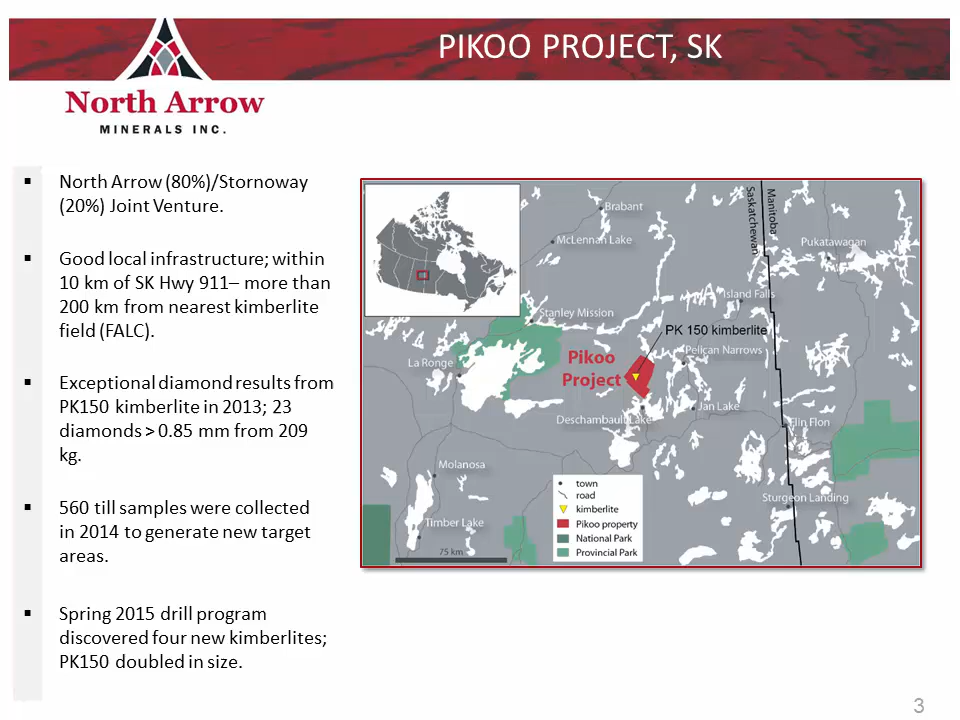 PIKOO PROJECT, SK
North Arrow
MINERALS INC.
▪ North Arrow (80%)/Stornoway
(20%) Joint Venture.
▪ Good local infrastructure; within
10 km of SK Hwy 911– more than
200 km from nearest kimberlite
field (FALC).
▪ Exceptional diamond results from
PK150 kimberlite in 2013; 23
diamonds > 0.85 mm from 209
kg.
▪ 560 till samples were collected
in 2014 to generate new target
areas.
▪ Spring 2015 drill program
discovered four new kimberlites;
PK150 doubled in size.
Saskatchewan
Manitoba
Brabant
McLennan Lake
Pukatawagan
Island Falls
Stanley Mission
PK 150 kimberlite
Pelican Narrows
La Ronge
Pikoo
Project
Jan Lake
Deschambault Lake
Flin Flon
Molanosa
Sturgeon Landing
Timber Lake
75 km
town
road
kimberlite
Pikoo property
National Park
Provincial Park
3